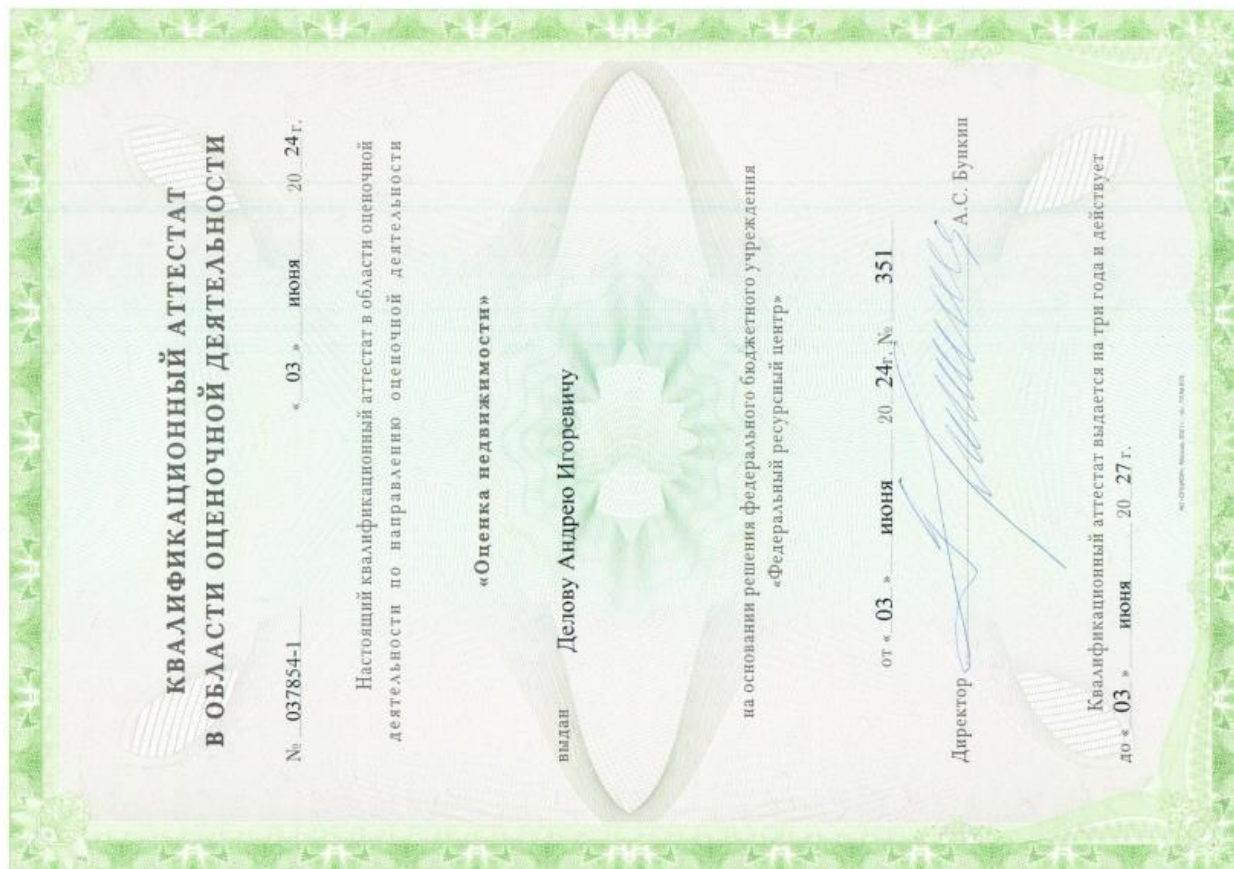 КВАЛИФИКАЦИОННЫЙ АТТЕСТАТ
В ОБЛАСТИ ОЦЕНОЧНОЙ ДЕЯТЕЛЬНОСТИ
№ 037854-1 « 03 » июня 20 24 г.
Настоящий квалификационный аттестат в области оценочной
деятельности по направлению оценочной деятельности
«Оценка недвижимости»
выдан Делову Андрею Игоревичу
на основании решения федерального бюджетного учреждения
«Федеральный ресурсный центр»
от « 03 » июня 20 24 г. № 351
Директор А.С. Бункин
Квалификационный аттестат выдается на три года и действует
до « 03 » июня 20 27 г.